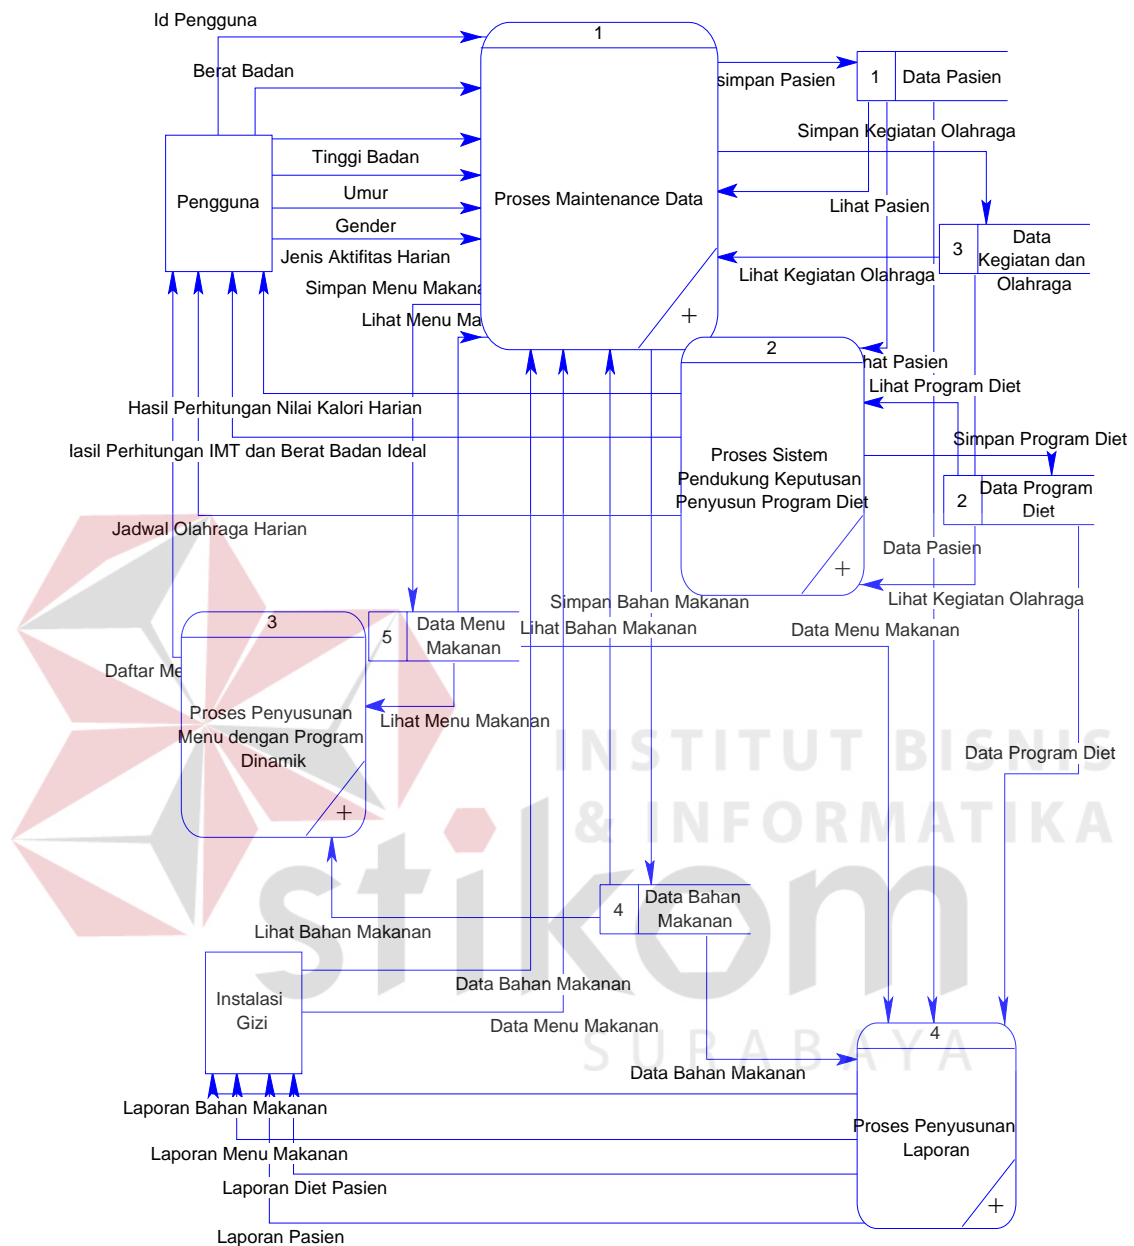 Id Pengguna
Berat Badan
1
simpan Pasien
1
Data Pasien
Simpan Kegiatan Olahraga
Tinggi Badan
Pengguna
Umur
Proses Maintenance Data
Lihat Pasien
Gender
Jenis Aktifitas Harian
3
Data
Kegiatan dan
Olahraga
Lihat Kegiatan Olahraga
Simpan Menu Makana
Lihat Menu Ma
+
2
hat Pasien
Lihat Program Diet
Hasil Perhitungan Nilai Kalori Harian
Simpan Program Diet
Hasil Perhitungan IMT dan Berat Badan Ideal
Proses Sistem
Pendukung Keputusan
Penyusun Program Diet
2
Data Program
Diet
Jadwal Olahraga Harian
Data Pasien
+
Simpan Bahan Makanan
Lihat Kegiatan Olahraga
3
5
Data Menu
Makanan
Lihat Bahan Makanan
Data Menu Makanan
Daftar Me
Proses Penyusunan
Menu dengan Program
Dinamik
Lihat Menu Makanan
INSTITUT BISNIS
Data Program Diet
+
& INFORMATIKA
stikom
4
Data Bahan
Makanan
Lihat Bahan Makanan
Data Bahan Makanan
Instalasi
Gizi
Data Menu Makanan
SURABAYA
4
Data Bahan Makanan
Laporan Bahan Makanan
Proses Penyusunan
Laporan
Laporan Menu Makanan
Laporan Diet Pasien
+
Laporan Pasien